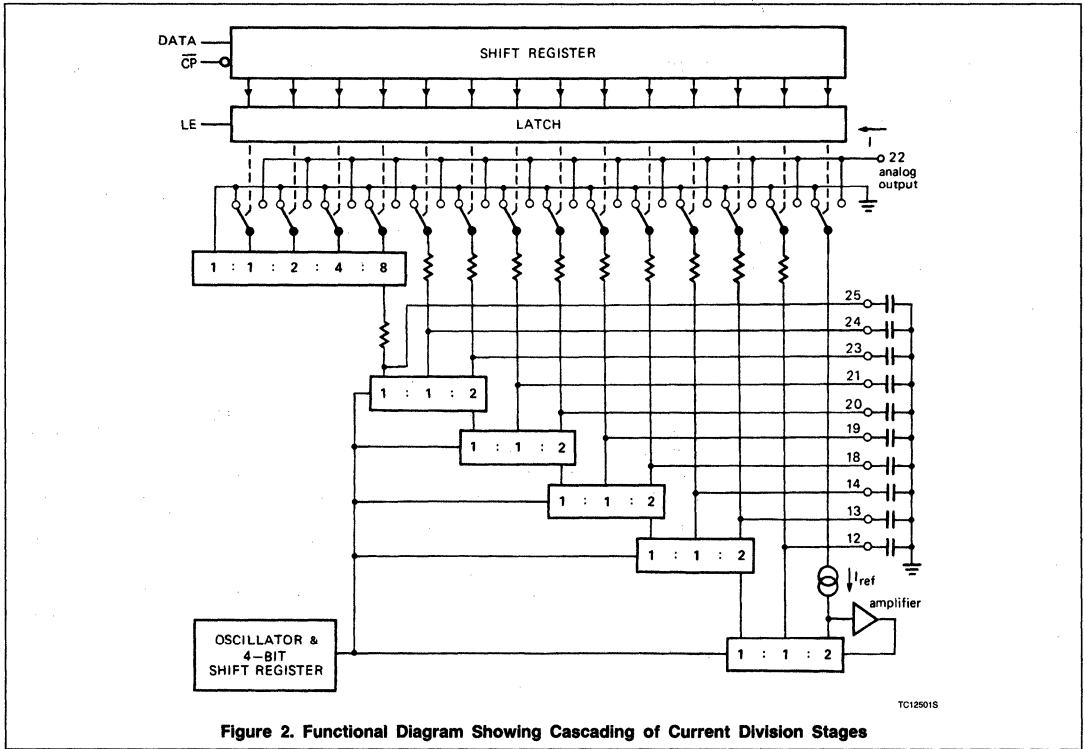 DATA
CP
SHIFT REGISTER
LE
LATCH
I
22
analog
output
1 : 1 : 2 : 4 : 8
25
24
23
1 : 1 : 2
21
20
1 : 1 : 2
19
18
1 : 1 : 2
14
13
1 : 1 : 2
12
Iref
amplifier
OSCILLATOR &
4-BIT
SHIFT REGISTER
1 : 1 : 2
TC12501S
Figure 2. Functional Diagram Showing Cascading of Current Division Stages